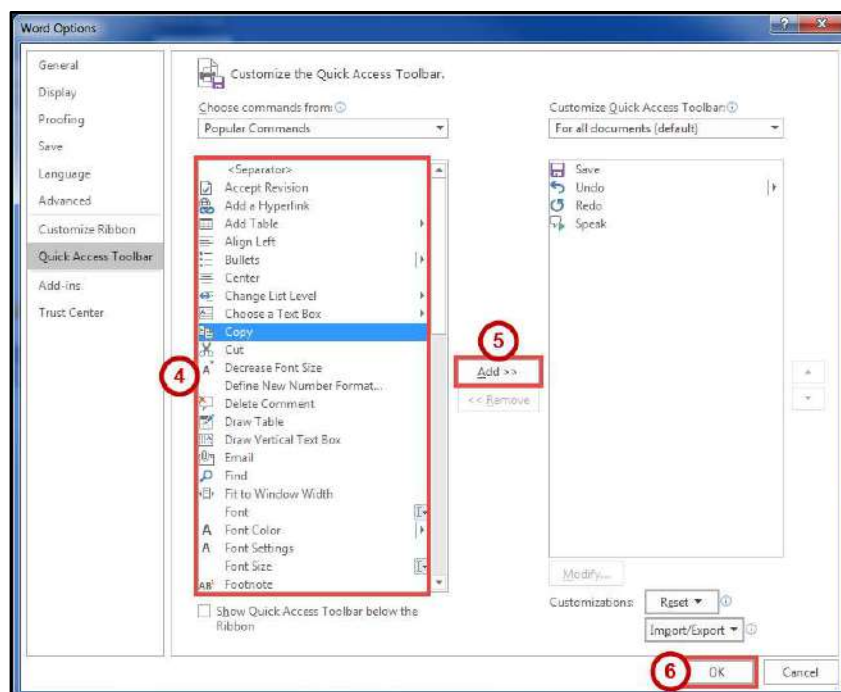 Word Options
?
General
Display
Proofing
Save
Language
Advanced
Customize Ribbon
Quick Access Toolbar
Add-ins
Trust Center
Customize the Quick Access Toolbar.
Choose commands from:
Popular Commands
<Separator>
Accept Revision
Add a Hyperlink
Add Table
Align Left
Bullets
Center
Change List Level
Choose a Text Box
Copy
Cut
Decrease Font Size
Define New Number Format...
Delete Comment
Draw Table
Draw Vertical Text Box
Email
Find
Fit to Window Width
Font
Font Color
Font Settings
Font Size
Footnote
4
Show Quick Access Toolbar below the
Ribbon
5
Add >>
<< Remove
Customize Quick Access Toolbar:
For all documents (default)
Save
Undo
Redo
Speak
Modify...
Customizations:
Reset
Import/Export
6
OK
Cancel